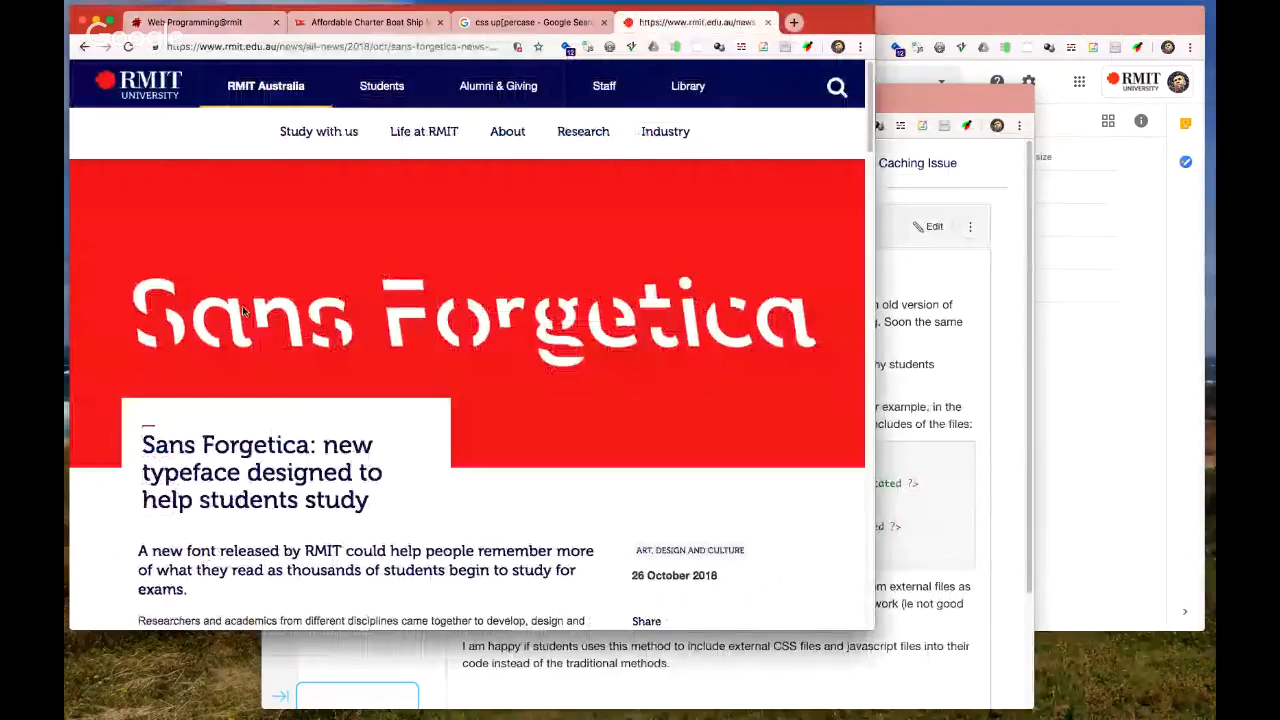 Web Programming@rmit
Affordable Charter Boat Ship
css up[percase - Google Sear
https://www.rmit.edu.au/news
Google
https://www.rmit.edu.au/news/all-news/2018/oct/sans-forgetica-news-...
RMIT
UNIVERSITY
RMIT Australia
Students
Alumni & Giving
Staff
Library
Study with us
Life at RMIT
About
Research
Industry
Sans Forgetica
Sans Forgetica: new
typeface designed to
help students study
A new font released by RMIT could help people remember more
of what they read as thousands of students begin to study for
exams.
ART, DESIGN AND CULTURE
26 October 2018
Researchers and academics from different disciplines came together to develop, design and
Share
RMIT
UNIVERSITY
size
Caching Issue
Edit
old version of
Soon the same
students
example, in the
cludes of the files:
ated ?>
ed ?>
external files as
work (ie not good
I am happy if students uses this method to include external CSS files and javascript files into their
code instead of the traditional methods.